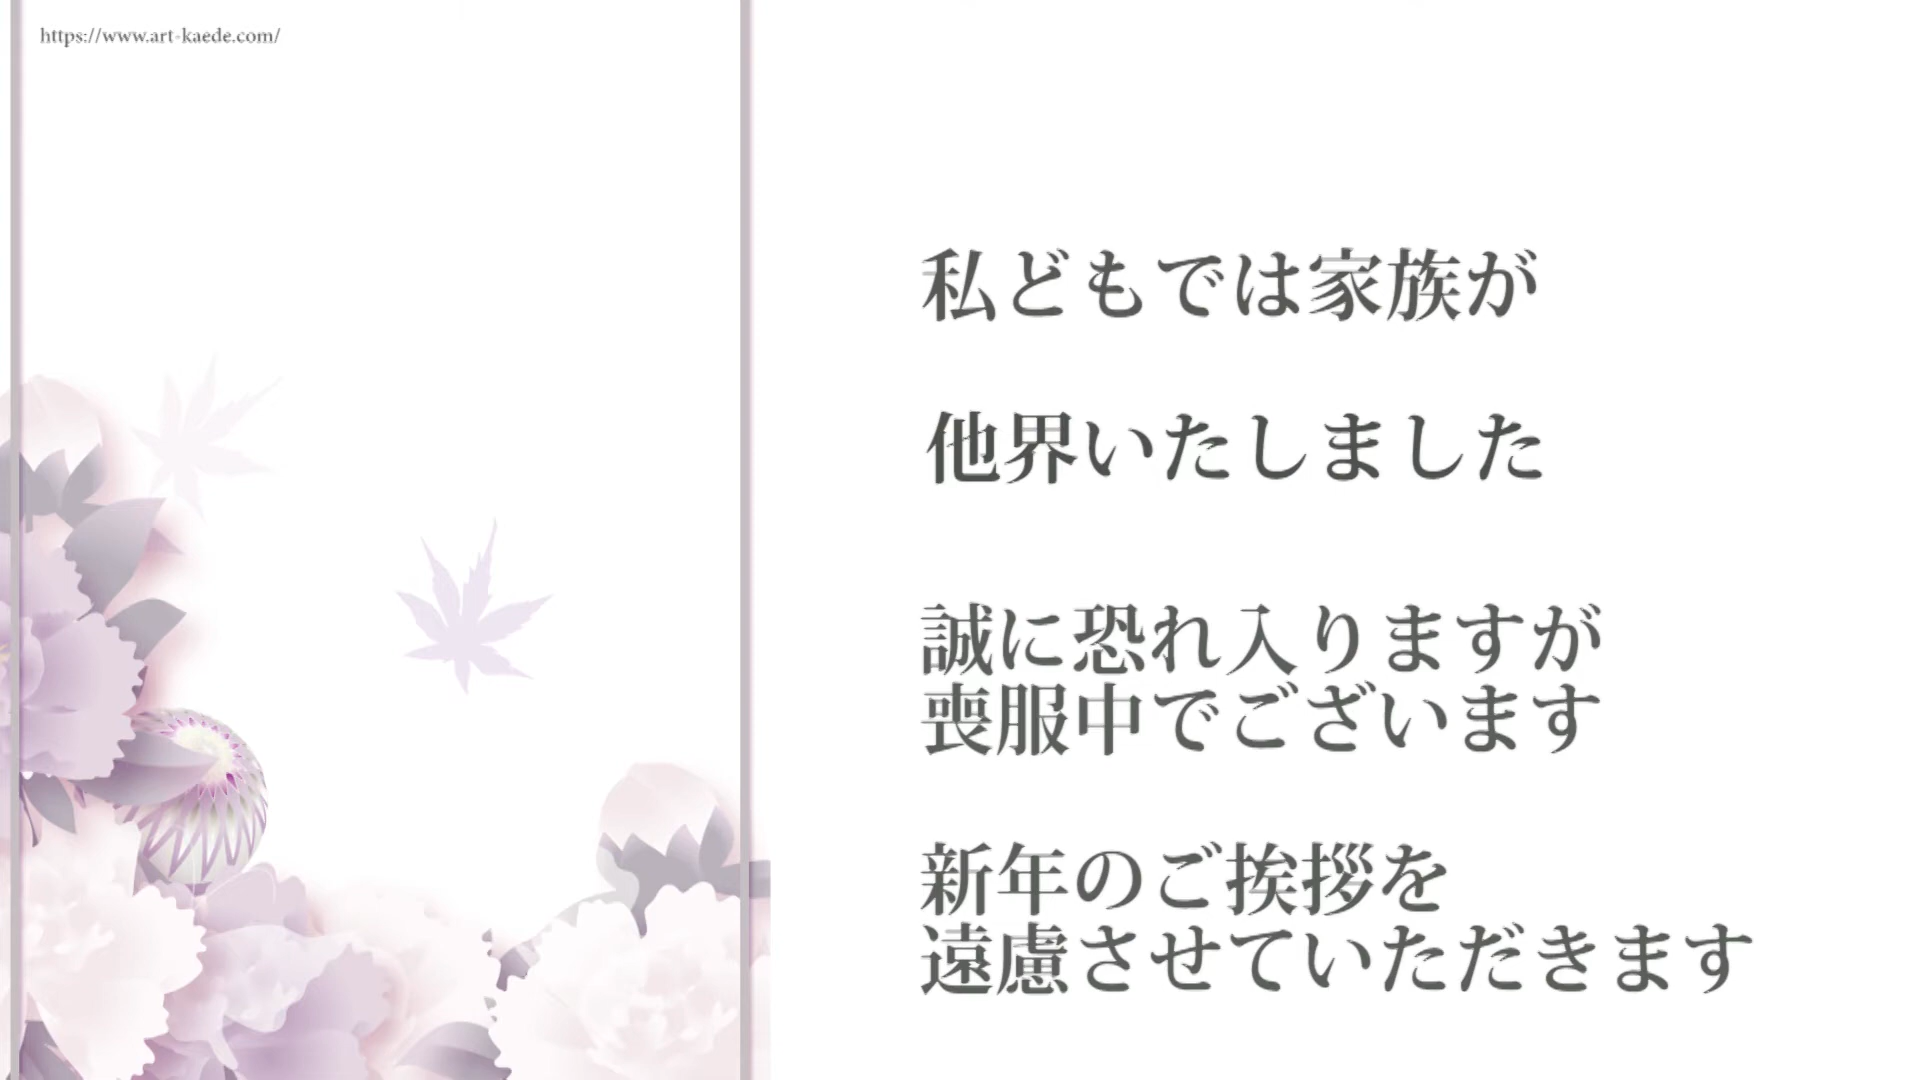 https://www.art-kaede.com/
私どもでは家族が
他界いたしました
誠に恐れ入りますが
喪服中でございます
新年のご挨拶を
遠慮させていただきます